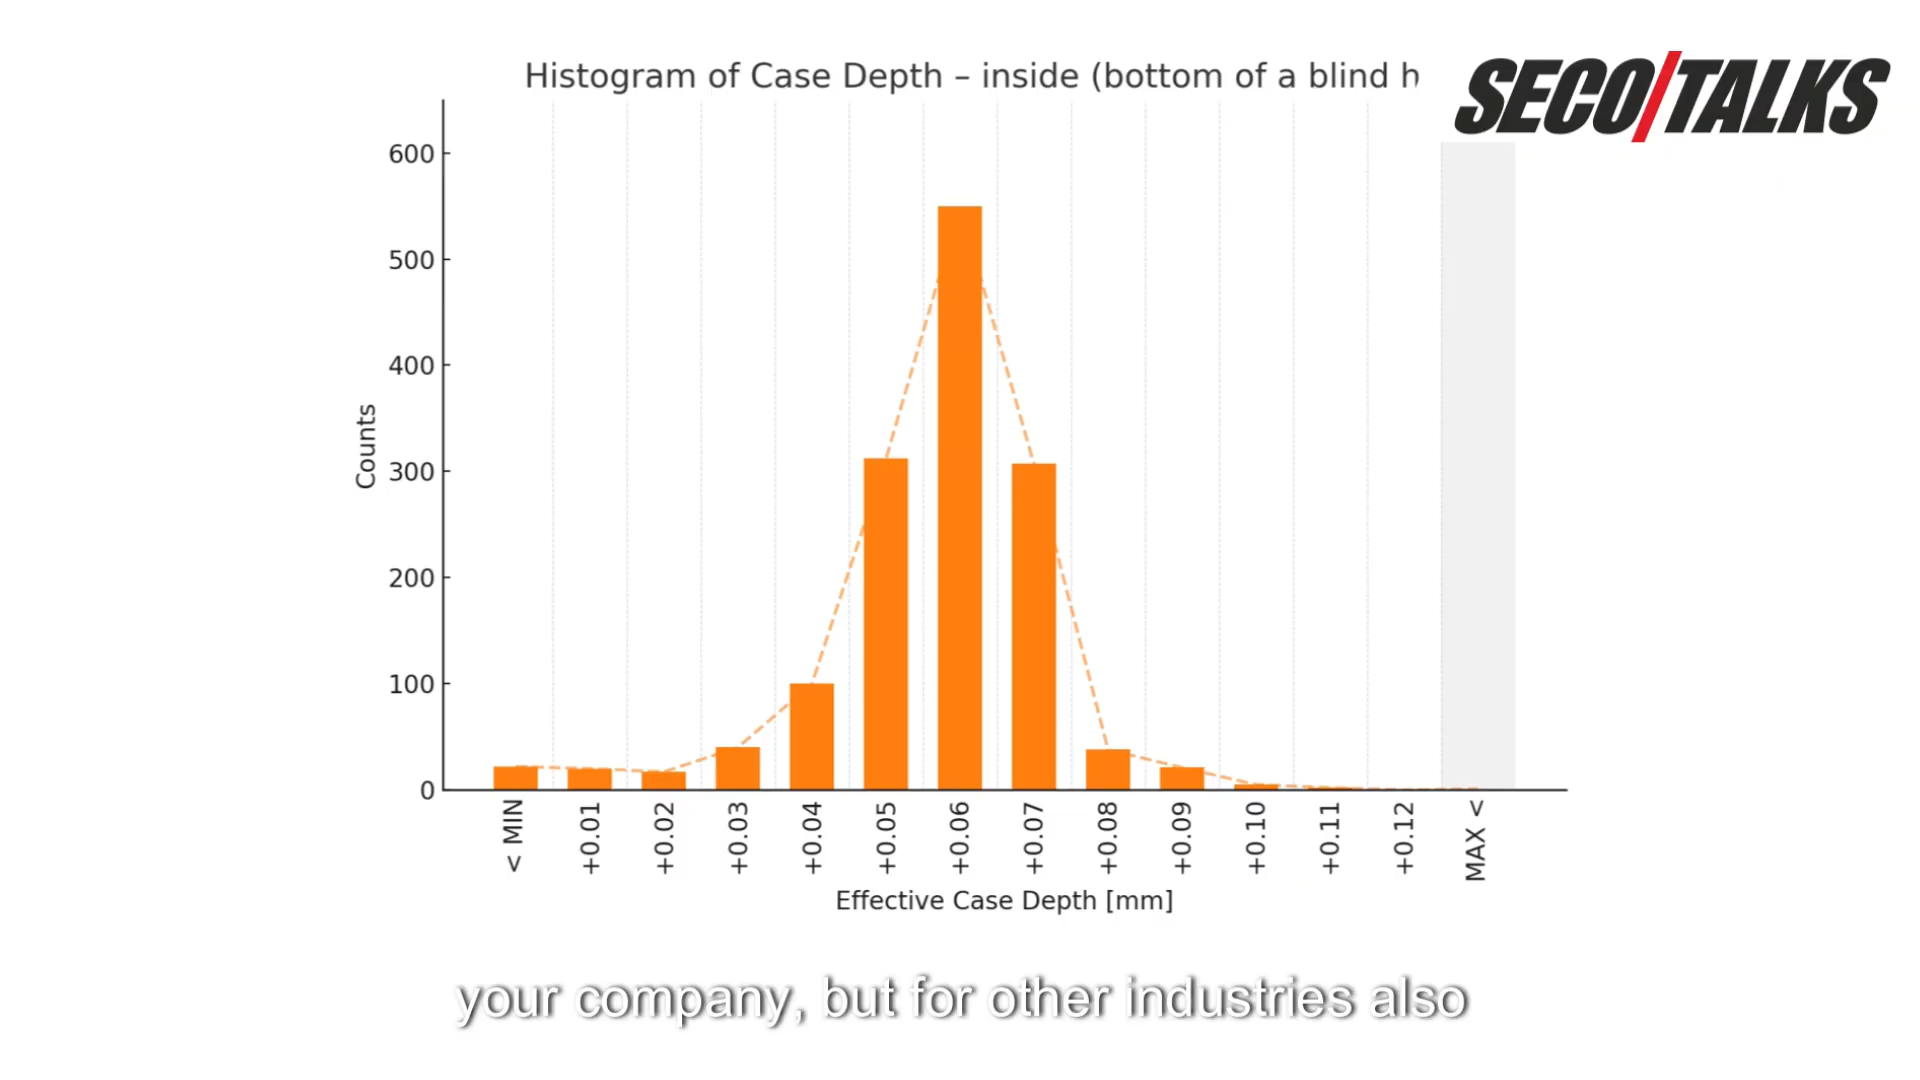 Histogram of Case Depth – inside (bottom of a blind h
SECO/TALKS
600
500
400
300
200
100
0
Counts
< MIN
+0.01
+0.02
+0.03
+0.04
+0.05
+0.06
+0.07
+0.08
+0.09
+0.10
+0.11
+0.12
MAX <
Effective Case Depth [mm]
your company, but for other industries also